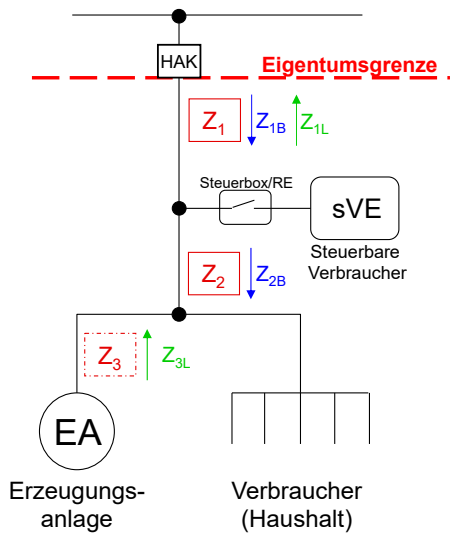 HAK
Eigentumsgrenze
Z1 Z1B Z1L
Steuerbox/RE
sVE
Steuerbare
Verbraucher
Z2 Z2B
Z3 Z3L
EA
Erzeugungs-
anlage
Verbraucher
(Haushalt)